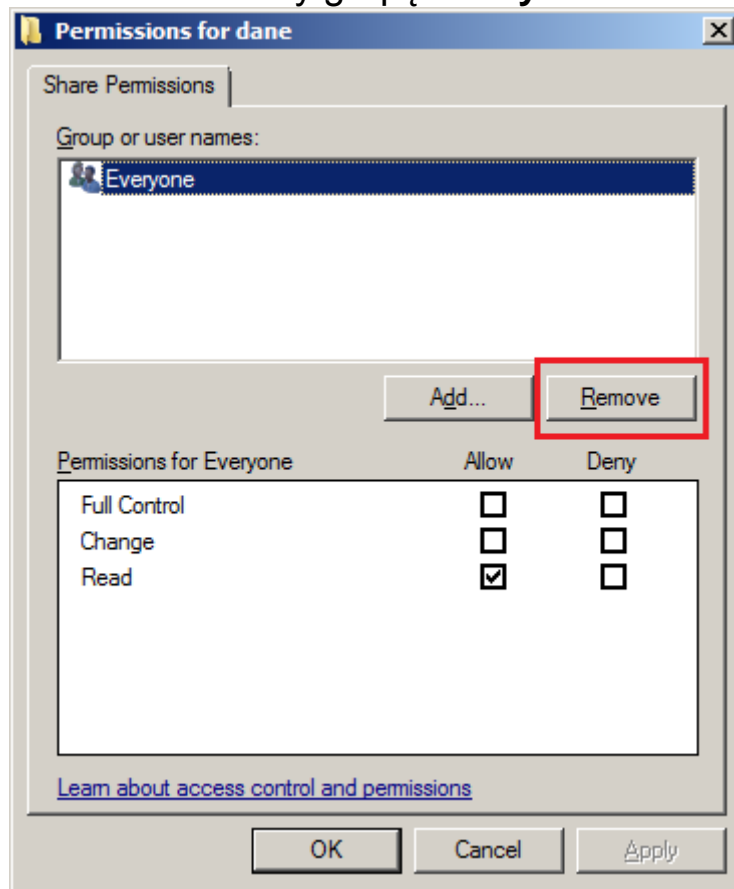 Permissions for dane
Share Permissions
Group or user names:
Everyone
Add... Remove
Permissions for Everyone Allow Deny
Full Control
Change
Read
Learn about access control and permissions
OK Cancel Apply